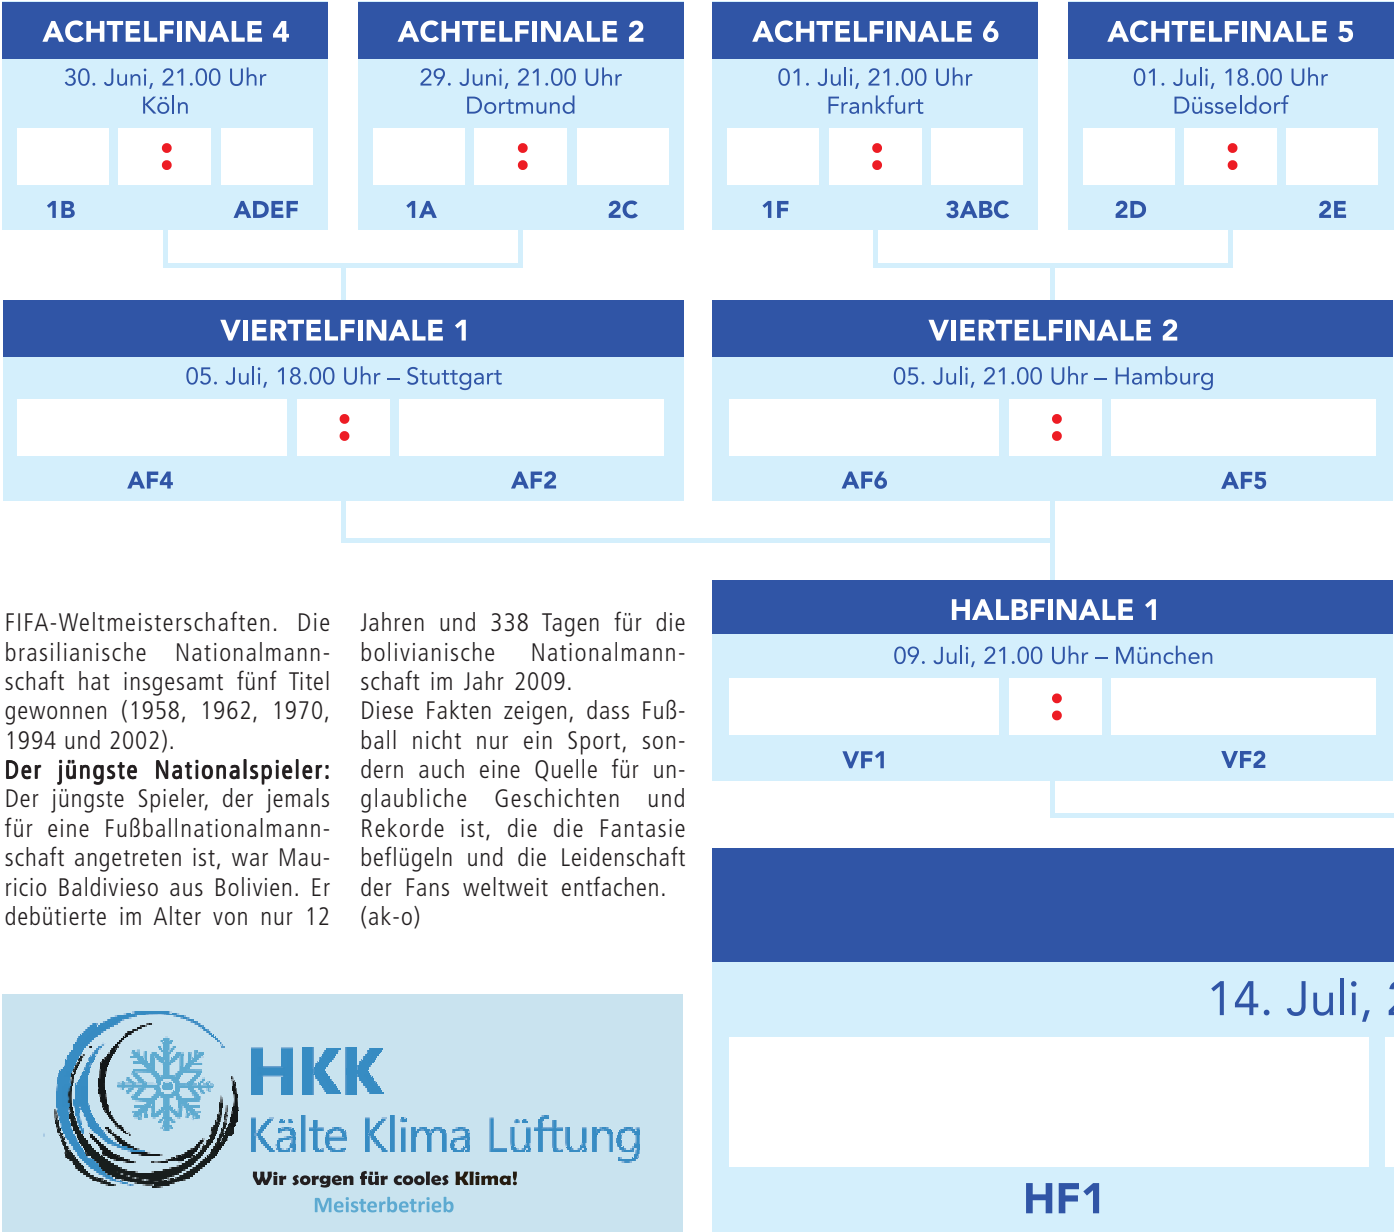 ACHTELFINALE 4
30. Juni, 21.00 Uhr
Köln
:
1B ADEF
ACHTELFINALE 2
29. Juni, 21.00 Uhr
Dortmund
:
1A 2C
ACHTELFINALE 6
01. Juli, 21.00 Uhr
Frankfurt
:
1F 3ABC
ACHTELFINALE 5
01. Juli, 18.00 Uhr
Düsseldorf
:
2D 2E
VIERTELFINALE 1
05. Juli, 18.00 Uhr – Stuttgart
:
AF4 AF2
VIERTELFINALE 2
05. Juli, 21.00 Uhr – Hamburg
:
AF6 AF5
HALBFINALE 1
09. Juli, 21.00 Uhr – München
:
VF1 VF2
FIFA-Weltmeisterschaften. Die
brasilianische Nationalmann-
schaft hat insgesamt fünf Titel
gewonnen (1958, 1962, 1970,
1994 und 2002).
Der jüngste Nationalspieler:
Der jüngste Spieler, der jemals
für eine Fußballnationalmann-
schaft angetreten ist, war Mau-
ricio Baldivieso aus Bolivien. Er
debütierte im Alter von nur 12
Jahren und 338 Tagen für die
bolivianische Nationalmann-
schaft im Jahr 2009.
Diese Fakten zeigen, dass Fuß-
ball nicht nur ein Sport, son-
dern auch eine Quelle für un-
glaubliche Geschichten und
Rekorde ist, die die Fantasie
beflügeln und die Leidenschaft
der Fans weltweit entfachen.
(ak-o)
14. Juli,
HF1
HKK
Kälte Klima Lüftung
Wir sorgen für cooles Klima!
Meisterbetrieb